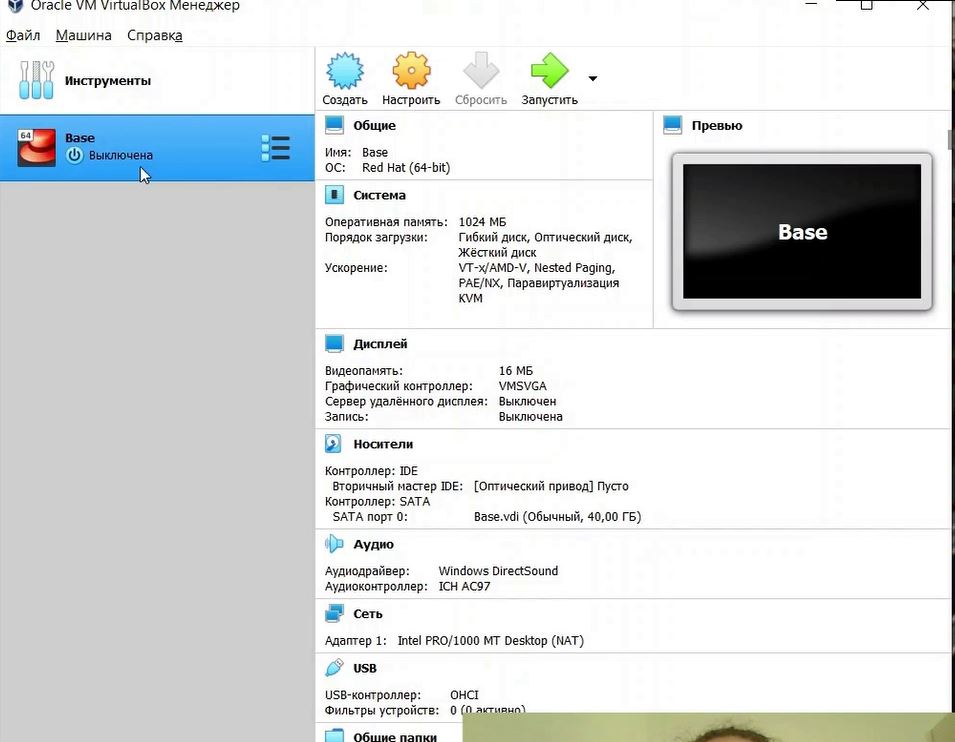 Oracle VM VirtualBox Менеджер
Файл Машина Справка
Инструменты
Создать Настроить Сбросить Запустить
64
Base
Выключена
Общие
Имя: Base
ОС: Red Hat (64-bit)
Превью
Base
Система
Оперативная память: 1024 МБ
Порядок загрузки: Гибкий диск, Оптический диск,
Жёсткий диск
Ускорение: VT-x/AMD-V, Nested Paging,
PAE/NX, Паравиртуализация
KVM
Дисплей
Видеопамять: 16 МБ
Графический контроллер: VMSVGA
Сервер удалённого дисплея: Выключен
Запись: Выключена
Носители
Контроллер: IDE
Вторичный мастер IDE: [Оптический привод] Пусто
Контроллер: SATA
SATA порт 0: Base.vdi (Обычный, 40,00 ГБ)
Аудио
Аудиодрайвер: Windows DirectSound
Аудиоконтроллер: ICH AC97
Сеть
Адаптер 1: Intel PRO/1000 MT Desktop (NAT)
USB
USB-контроллер: OHCI
Фильтры устройств: 0 (0 активно)
Общие папки